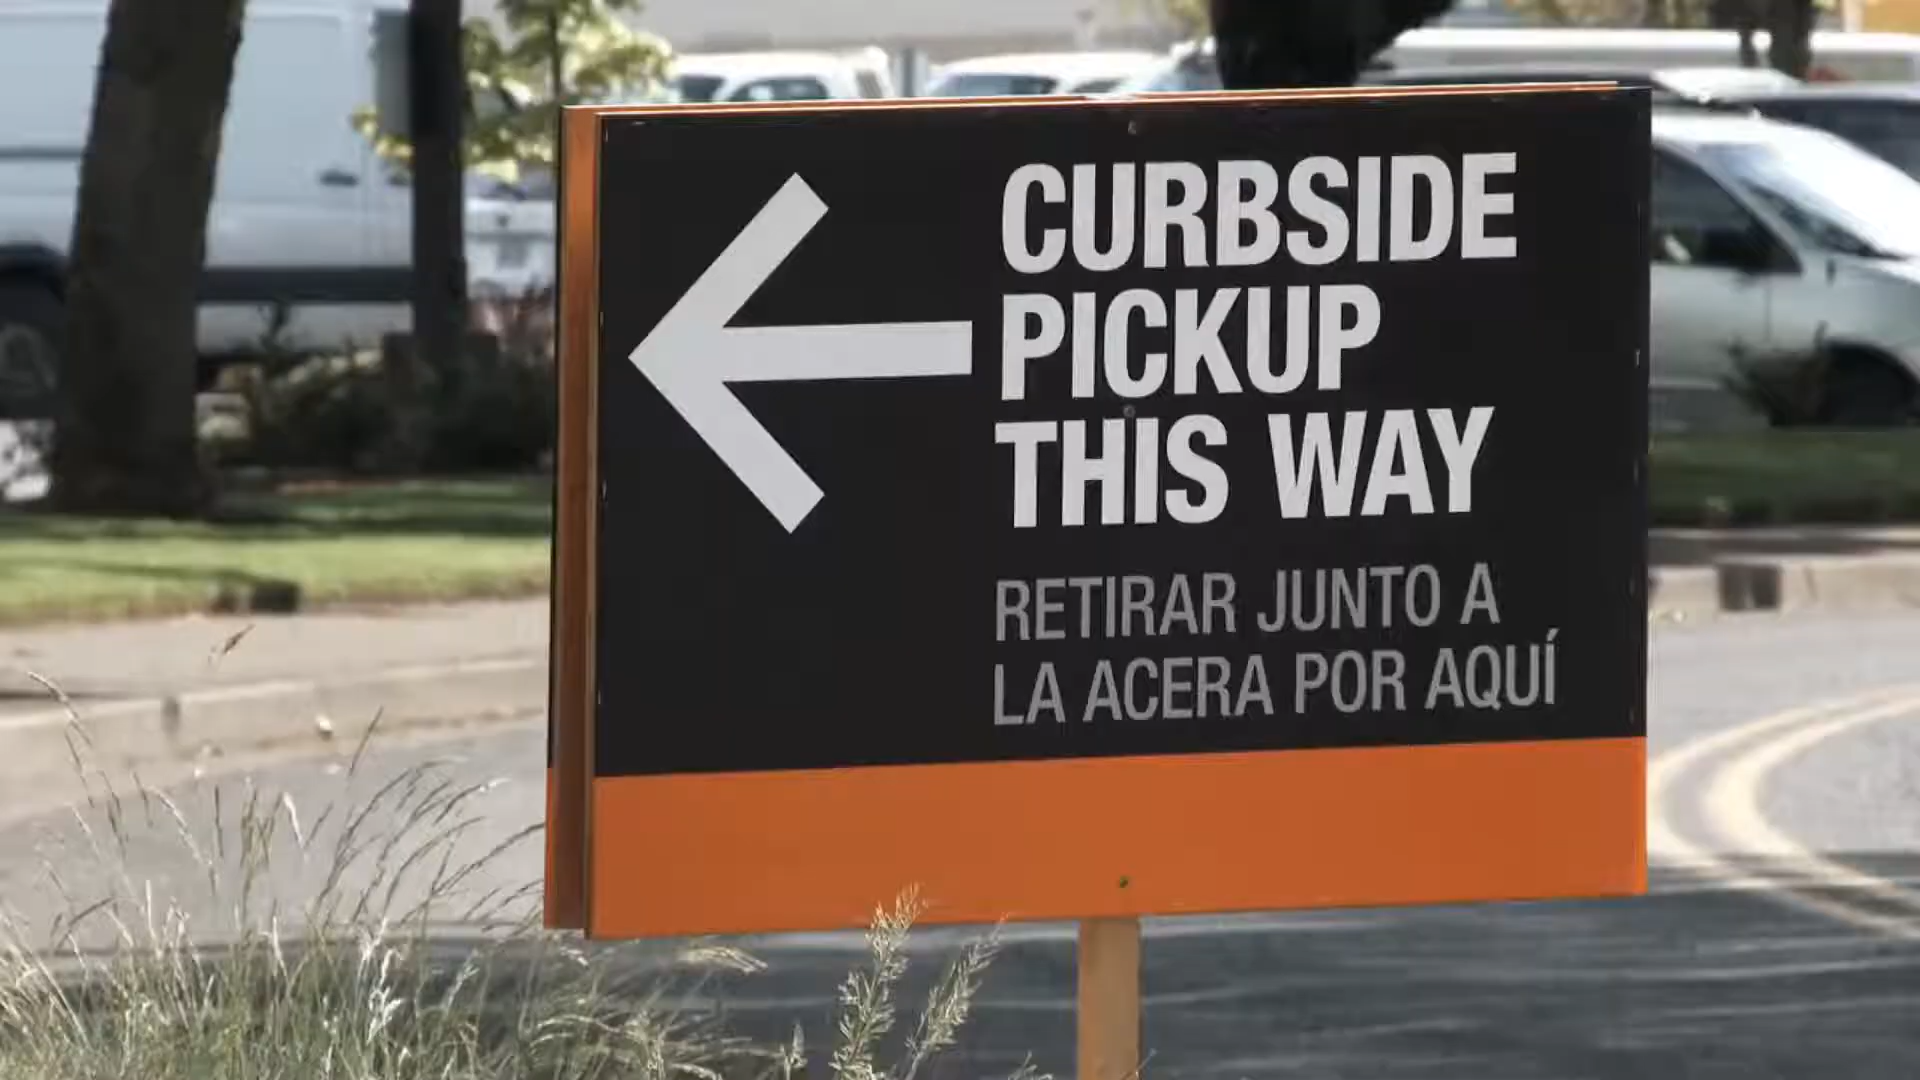 CURBSIDE
PICKUP
THIS WAY
RETIRAR JUNTO A
LA ACERA POR AQUÍ